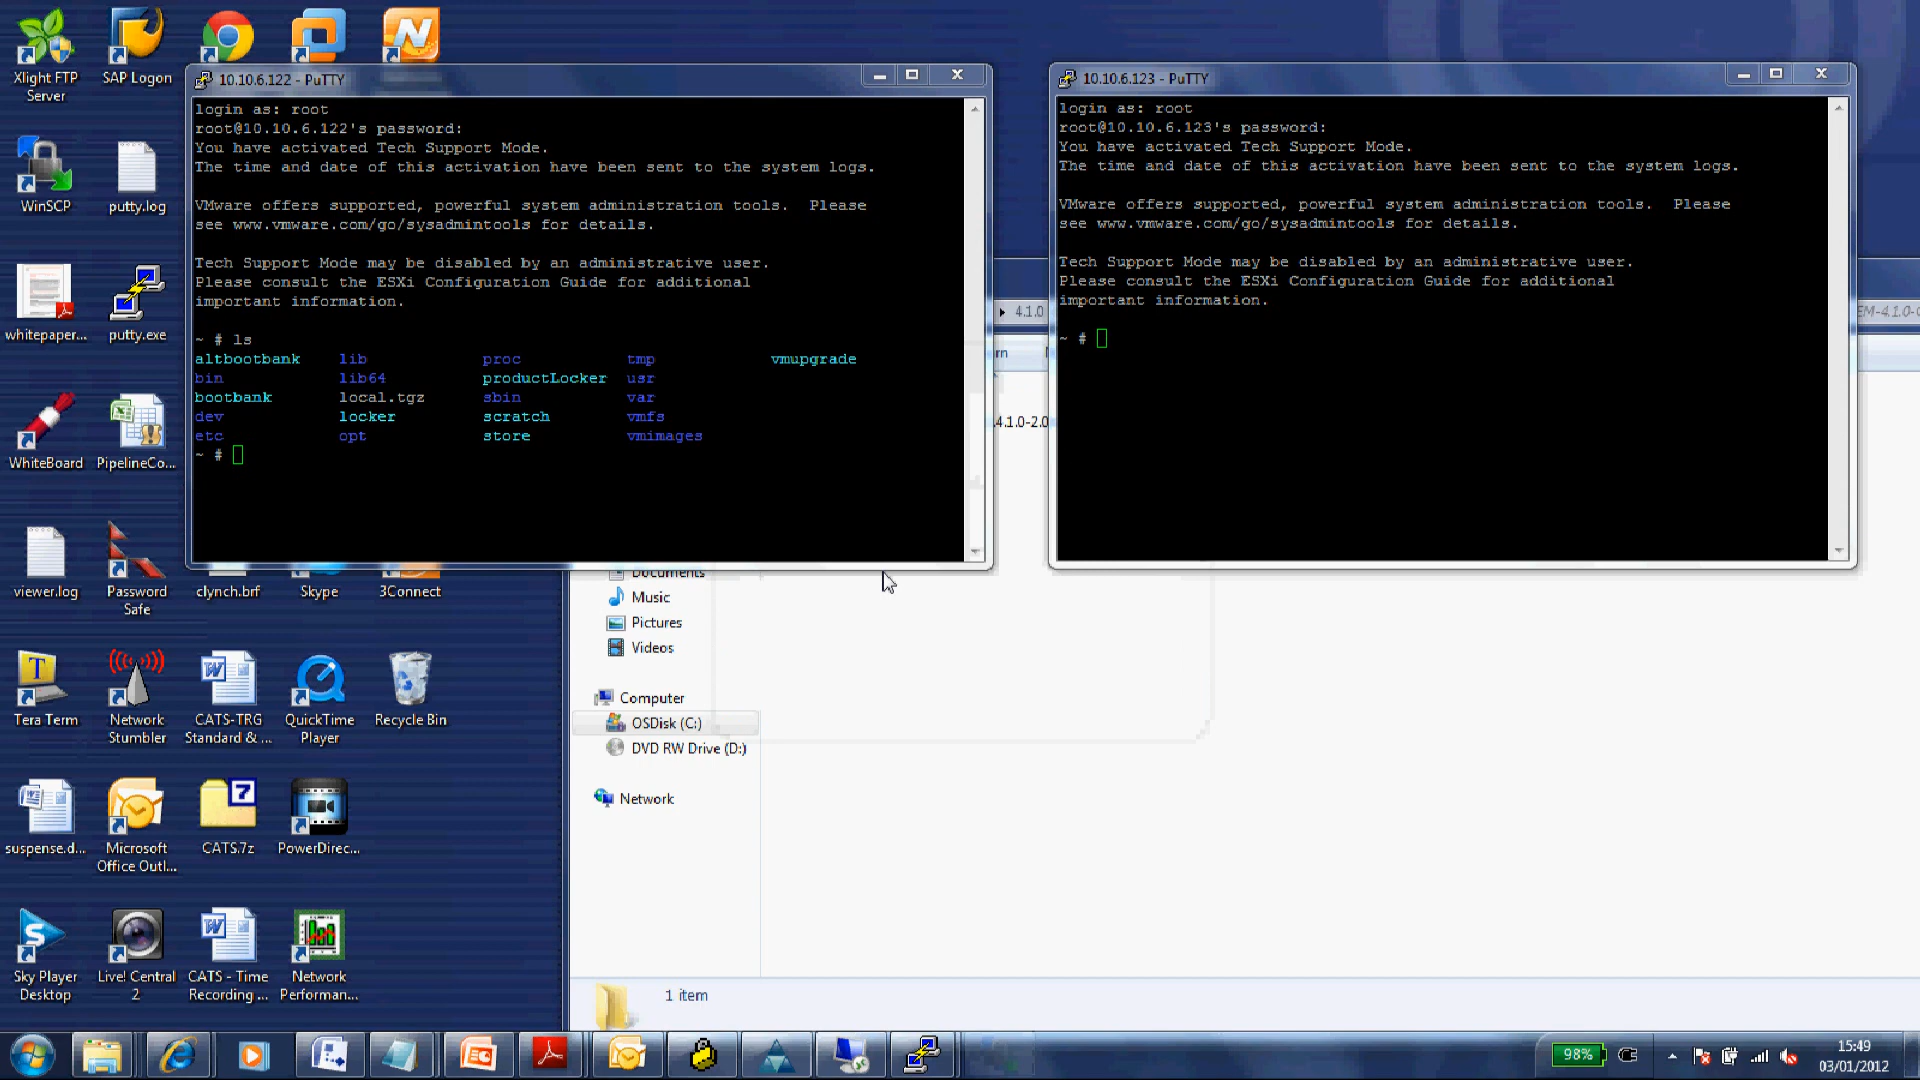 Xlight FTP
Server
SAP Logon
WinSCP
putty.log
whitepaper...
putty.exe
WhiteBoard
PipelineCo...
viewer.log
Password
Safe
clynch.brf
Skype
3Connect
Tera Term
Network
Stumbler
CATS-TRG
Standard & ...
QuickTime
Player
Recycle Bin
suspense.d...
Microsoft
Office Outl...
CATS.7z
PowerDirec...
Sky Player
Desktop
Live! Central
2
CATS - Time
Recording ...
Network
Performan...
10.10.6.122 - PuTTY
login as: root
root@10.10.6.122's password:
You have activated Tech Support Mode.
The time and date of this activation have been sent to the system logs.
VMware offers supported, powerful system administration tools.  Please
see www.vmware.com/go/sysadmintools for details.
Tech Support Mode may be disabled by an administrative user.
Please consult the ESXi Configuration Guide for additional
important information.
~ # ls
altbootbank lib proc tmp vmupgrade
bin lib64 productLocker usr
bootbank local.tgz sbin var
dev locker scratch vmfs
etc opt store vmimages
~ #
10.10.6.123 - PuTTY
login as: root
root@10.10.6.123's password:
You have activated Tech Support Mode.
The time and date of this activation have been sent to the system logs.
VMware offers supported, powerful system administration tools.  Please
see www.vmware.com/go/sysadmintools for details.
Tech Support Mode may be disabled by an administrative user.
Please consult the ESXi Configuration Guide for additional
important information.
~ #
4.1.0
.4.1.0-2.0
Documents
Music
Pictures
Videos
Computer
OSDisk (C:)
DVD RW Drive (D:)
Network
1 item
98%
15:49
03/01/2012